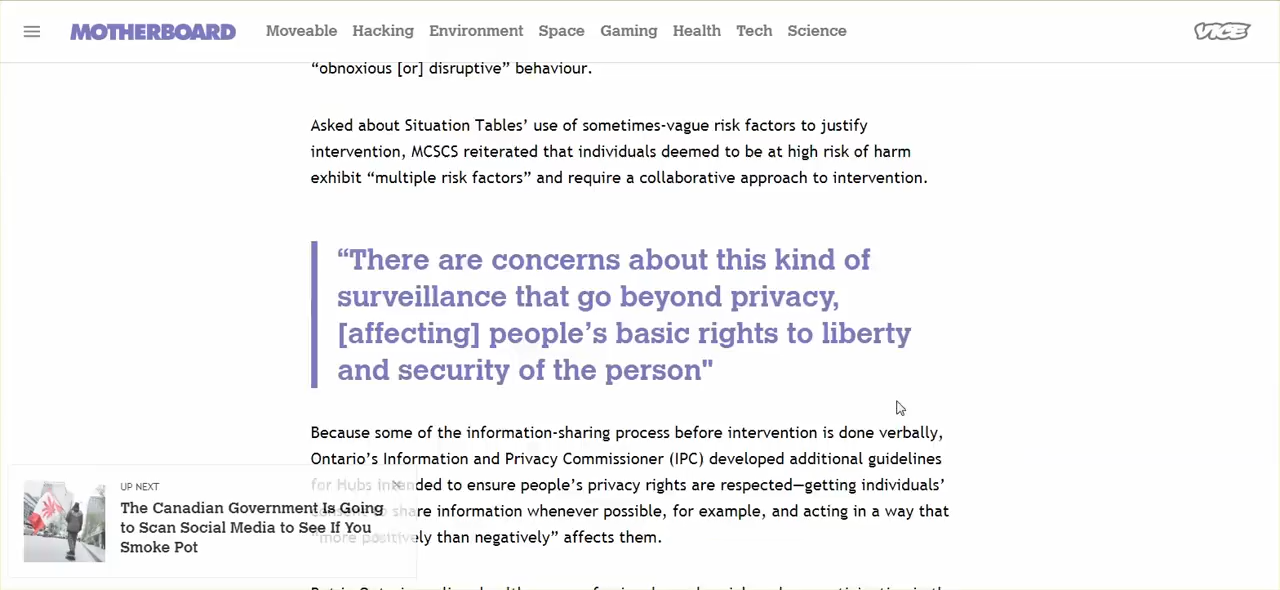 MOTHERBOARD Moveable Hacking Environment Space Gaming Health Tech Science VICE
“obnoxious [or] disruptive” behaviour.
Asked about Situation Tables’ use of sometimes-vague risk factors to justify
intervention, MCSCS reiterated that individuals deemed to be at high risk of harm
exhibit “multiple risk factors” and require a collaborative approach to intervention.
“There are concerns about this kind of
surveillance that go beyond privacy,
[affecting] people’s basic rights to liberty
and security of the person"
Because some of the information-sharing process before intervention is done verbally,
Ontario’s Information and Privacy Commissioner (IPC) developed additional guidelines
for Hubs intended to ensure people’s privacy rights are respected—getting individuals’
share information whenever possible, for example, and acting in a way that
“more positively than negatively” affects them.
UP NEXT
The Canadian Government Is Going
to Scan Social Media to See If You
Smoke Pot